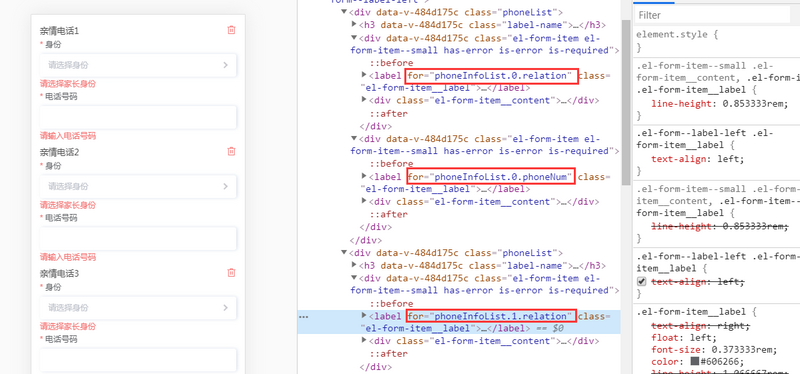 亲情电话1
* 身份
请选择身份
请选择家长身份
* 电话号码
请输入电话号码
亲情电话2
* 身份
请选择身份
请选择家长身份
* 电话号码
请输入电话号码
亲情电话3
* 身份
请选择身份
请选择家长身份
* 电话号码
form--label-left">
▼<div data-v-484d175c class="phoneList">
▶<h3 data-v-484d175c class="label-name">…</h3>
▼<div data-v-484d175c class="el-form-item el-
form-item--small has-error is-error is-required">
::before
▶<label for="phoneInfoList.0.relation" class=
"el-form-item__label">…</label>
▶<div class="el-form-item__content">…</div>
::after
</div>
▼<div data-v-484d175c class="el-form-item el-
form-item--small has-error is-error is-required">
::before
▶<label for="phoneInfoList.0.phoneNum" class=
"el-form-item__label">…</label>
▶<div class="el-form-item__content">…</div>
::after
</div>
</div>
▼<div data-v-484d175c class="phoneList">
▶<h3 data-v-484d175c class="label-name">…</h3>
▼<div data-v-484d175c class="el-form-item el-
form-item--small has-error is-error is-required">
::before
… ▶<label for="phoneInfoList.1.relation" class=
"el-form-item__label">…</label> == $0
▶<div class="el-form-item__content">…</div>
::after
</div>
Filter
element.style {
}
.el-form-item--small .el-
form-item__content, .el-form-item--
.el-form-item__label {
line-height: 0.853333rem;
}
.el-form--label-left .el-
form-item__label {
text-align: left;
}
.el-form-item--small .el-form-item__
content, .el-form-item--
.el-form-item__label {
line-height: 0.853333rem;
}
.el-form--label-left .el-form-
item__label {
text-align: left;
}
.el-form-item__label {
text-align: right;
float: left;
font-size: 0.373333rem;
color: #606266;
line-height: 1.066667rem;